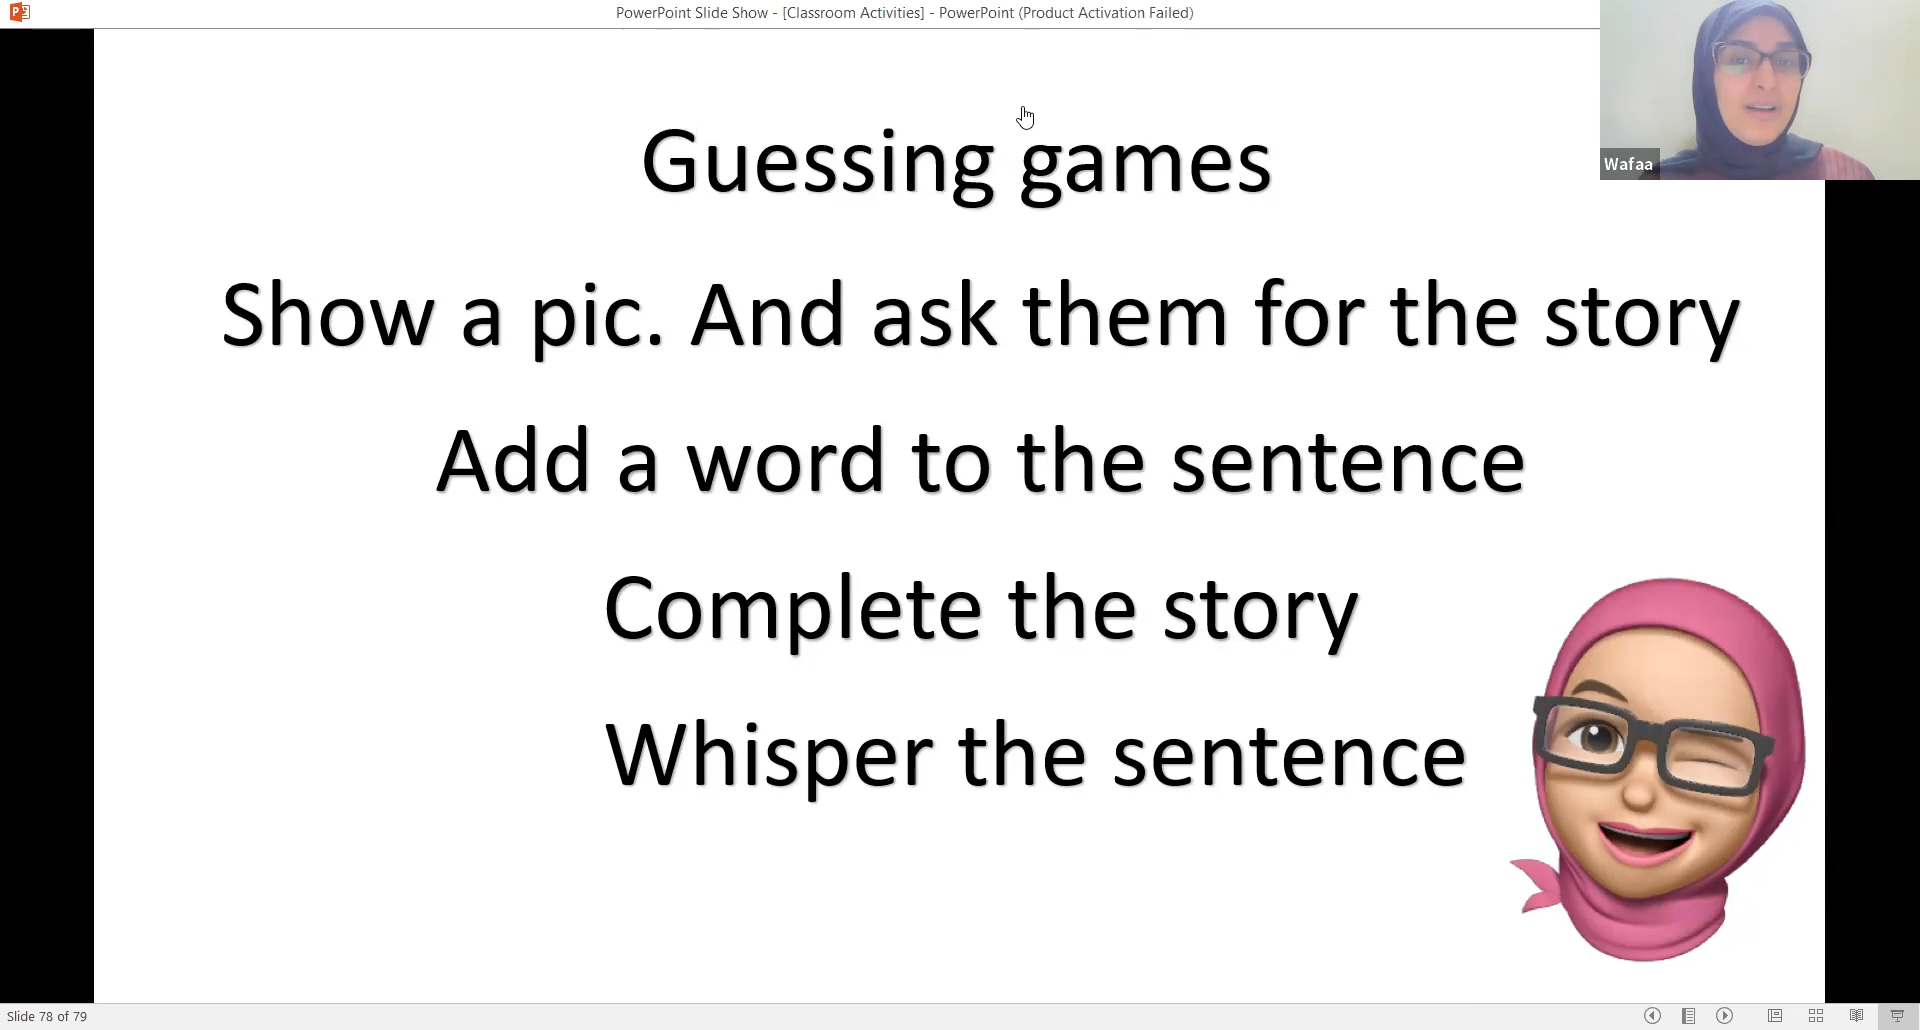 PowerPoint Slide Show - [Classroom Activities] - PowerPoint (Product Activation Failed)
Wafaa
Guessing games
Show a pic. And ask them for the story
Add a word to the sentence
Complete the story
Whisper the sentence
Slide 78 of 79